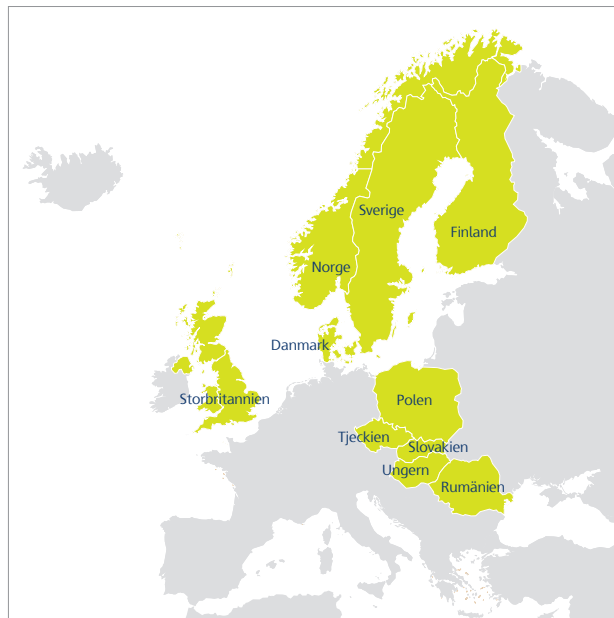 Sverige
Finland
Norge
Danmark
Storbritannien
Polen
Tjeckien
Slovakien
Ungern
Rumänien